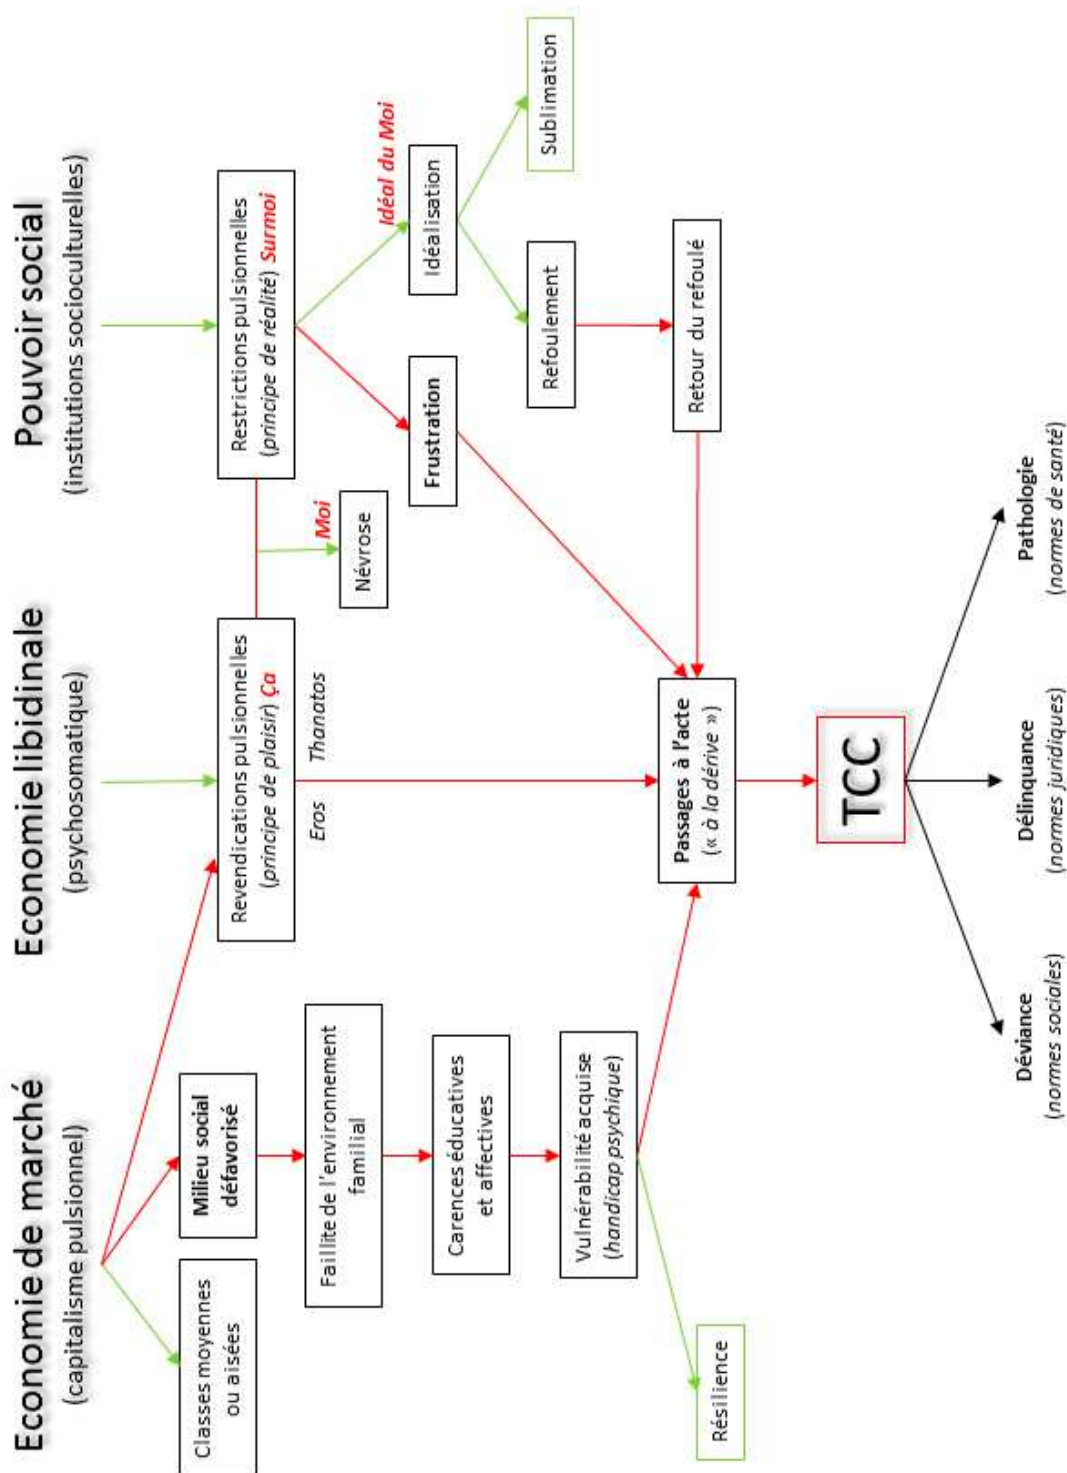 Economie de marché
(capitalisme pulsionnel)
Economie libidinale
(psychosomatique)
Pouvoir social
(institutions socioculturelles)
Classes moyennes
ou aisées
Milieu social
défavorisé
Revendications pulsionnelles
(principe de plaisir) Ça
Eros
Thanatos
Restrictions pulsionnelles
(principe de réalité) Surmoi
Moi
Névrose
Idéal du Moi
Faillite de l'environnement
familial
Frustration
Idéalisation
Carences éducatives
et affectives
Refoulement
Sublimation
Vulnérabilité acquise
(handicap psychique)
Retour du refoulé
Passages à l'acte
(« à la dérive »)
Résilience
TCC
Déviance
(normes sociales)
Délinquance
(normes juridiques)
Pathologie
(normes de santé)